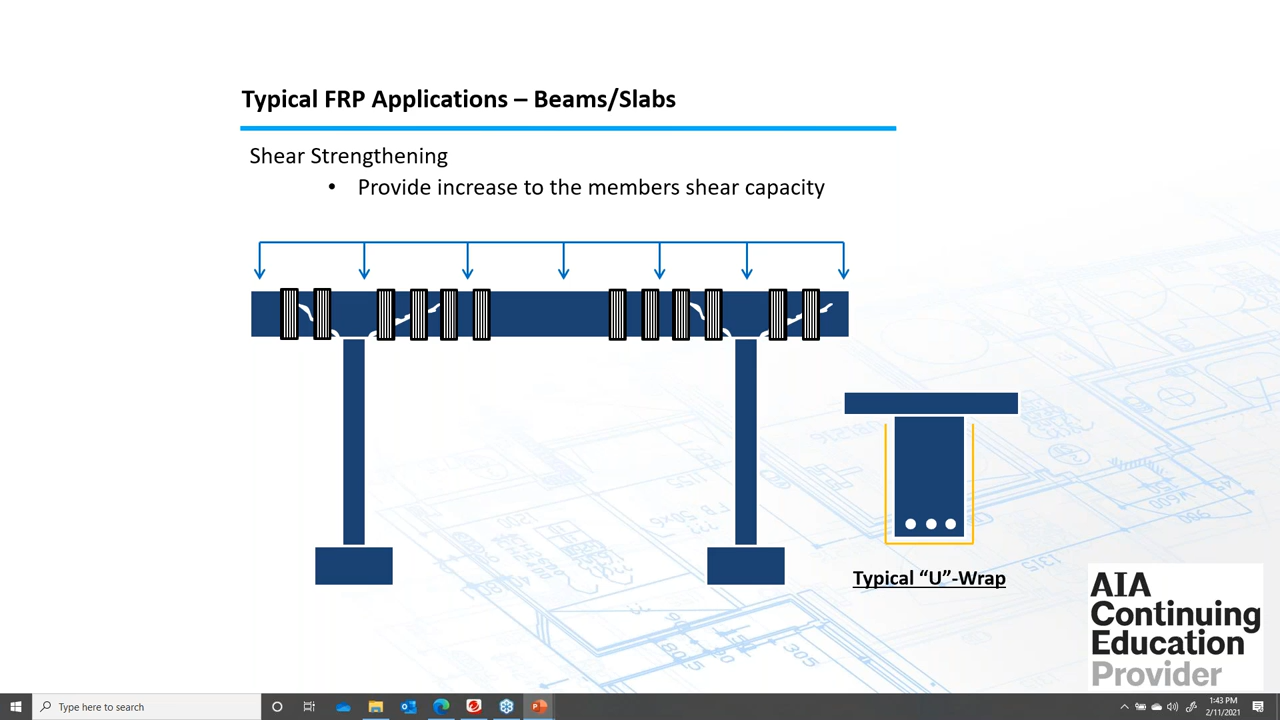 Typical FRP Applications – Beams/Slabs
Shear Strengthening
• Provide increase to the members shear capacity
Typical “U”-Wrap
AIA
Continuing
Education
Provider
Type here to search
1:43 PM
2/11/2021